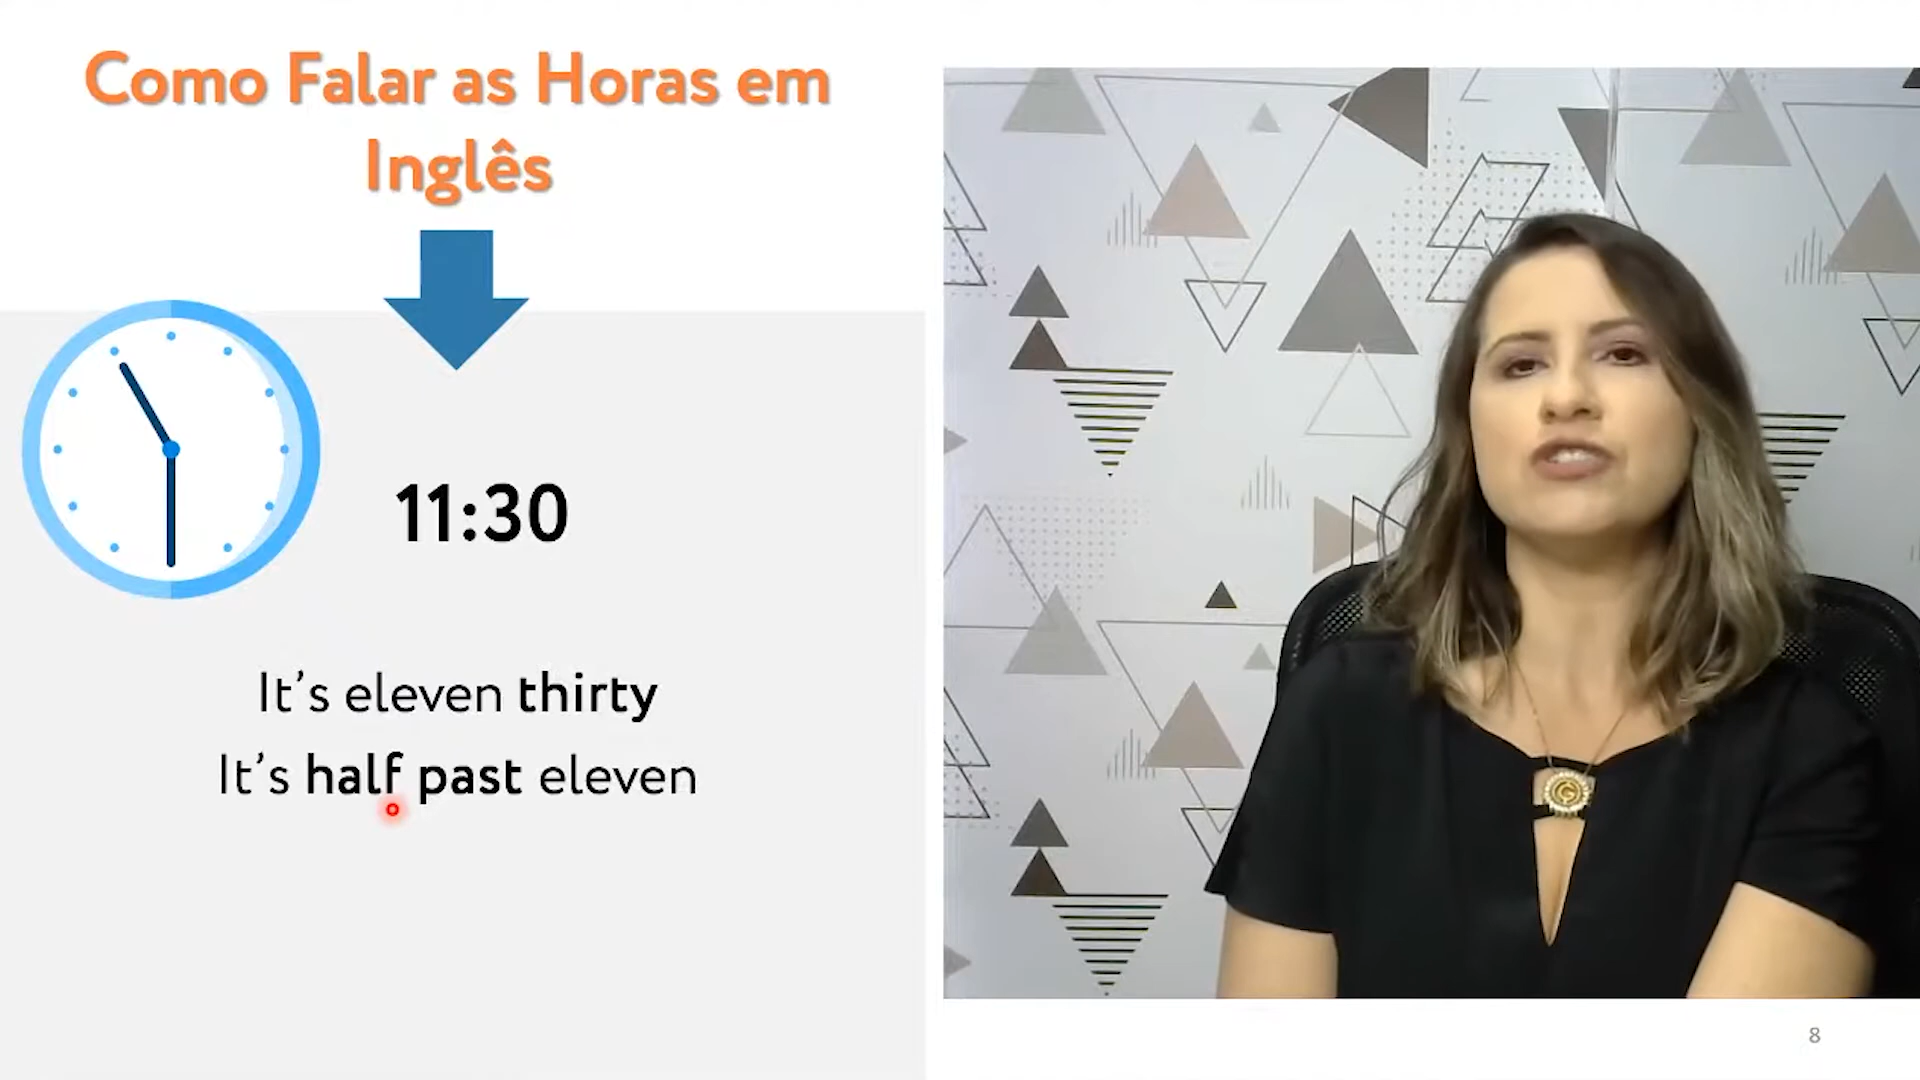 Como Falar as Horas em
Inglês
11:30
It's eleven thirty
It's half past eleven
8